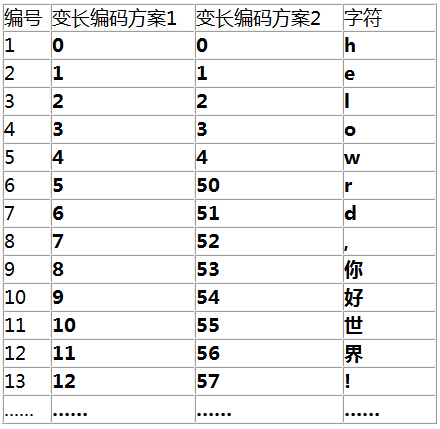 编号 变长编码方案1 变长编码方案2 字符
1 0 0 h
2 1 1 e
3 2 2 l
4 3 3 o
5 4 4 w
6 5 50 r
7 6 51 d
8 7 52 ,
9 8 53 你
10 9 54 好
11 10 55 世
12 11 56 界
13 12 57 !
...... ...... ...... ......